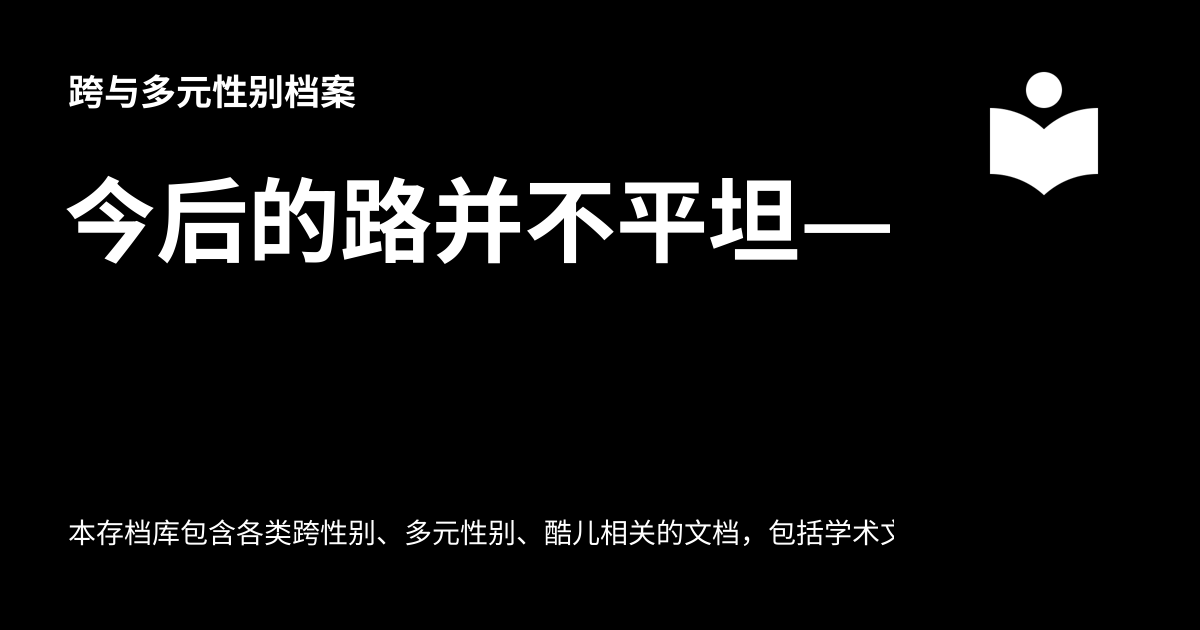 跨与多元性别档案
今后的路并不平坦—
本存档库包含各类跨性别、多元性别、酷儿相关的文档，包括学术